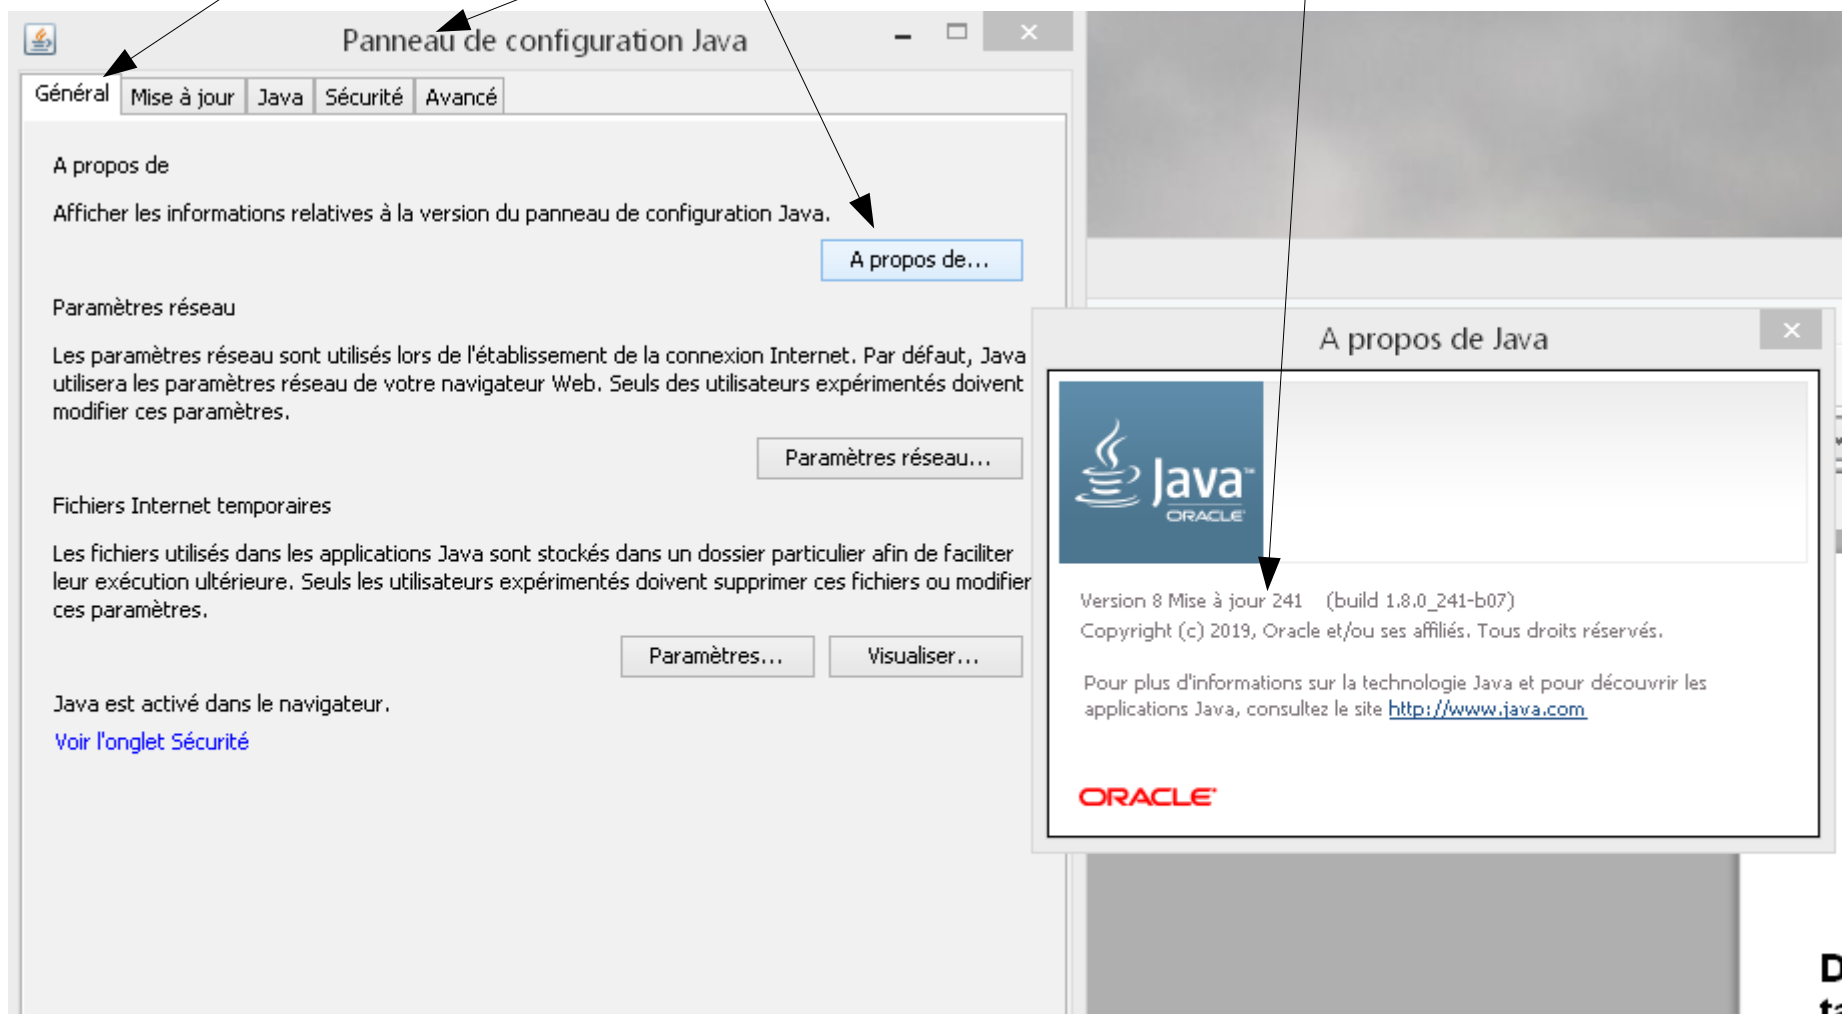 Panneau de configuration Java
Général
Mise à jour
Java
Sécurité
Avancé
A propos de
Afficher les informations relatives à la version du panneau de configuration Java.
A propos de...
Paramètres réseau
Les paramètres réseau sont utilisés lors de l'établissement de la connexion Internet. Par défaut, Java
utilisera les paramètres réseau de votre navigateur Web. Seuls des utilisateurs expérimentés doivent
modifier ces paramètres.
Paramètres réseau...
Fichiers Internet temporaires
Les fichiers utilisés dans les applications Java sont stockés dans un dossier particulier afin de faciliter
leur exécution ultérieure. Seuls les utilisateurs expérimentés doivent supprimer ces fichiers ou modifier
ces paramètres.
Paramètres...
Visualiser...
Java est activé dans le navigateur.
Voir l'onglet Sécurité
A propos de Java
Java™
ORACLE
Version 8 Mise à jour 241 (build 1.8.0_241-b07)
Copyright (c) 2019, Oracle et/ou ses affiliés. Tous droits réservés.
Pour plus d'informations sur la technologie Java et pour découvrir les
applications Java, consultez le site http://www.java.com
ORACLE